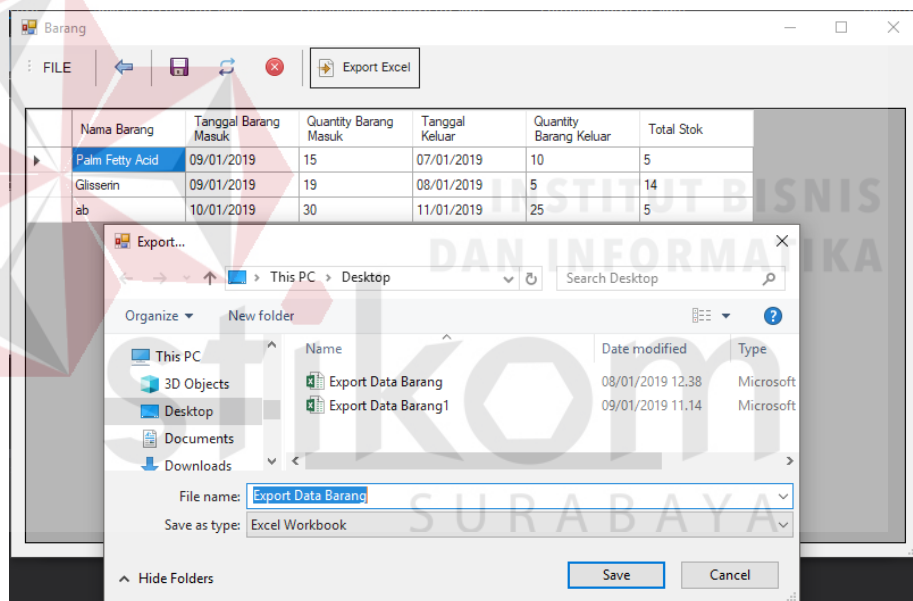 Barang
FILE
Export Excel
Nama Barang Tanggal Barang Masuk Quantity Barang Masuk Tanggal Keluar Quantity Barang Keluar Total Stok
Palm Fetty Acid 09/01/2019 15 07/01/2019 10 5
Glisserin 09/01/2019 19 08/01/2019 5 14
ab 10/01/2019 30 11/01/2019 25 5
INSTITUT BISNIS
DAN INFORMATIKA
stikom
SURABAYA
Export...
This PC > Desktop
Search Desktop
Organize
New folder
This PC
3D Objects
Desktop
Documents
Downloads
Name Date modified Type
Export Data Barang 08/01/2019 12.38 Microsoft
Export Data Barang1 09/01/2019 11.14 Microsoft
File name: Export Data Barang
Save as type: Excel Workbook
Hide Folders
Save
Cancel